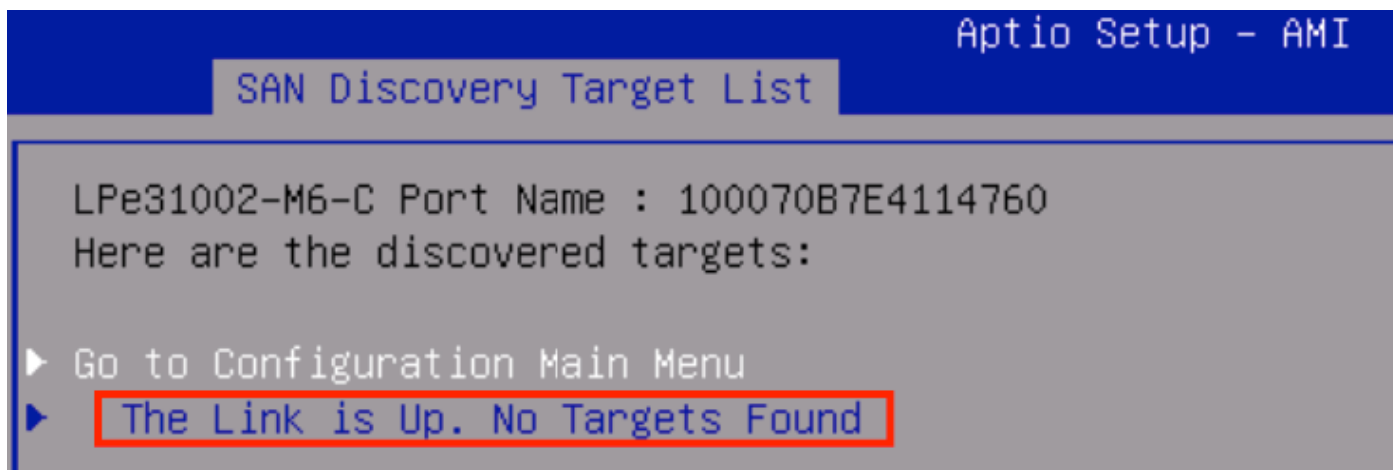 Aptio Setup – AMI
SAN Discovery Target List
LPe31002-M6-C Port Name : 100070B7E4114760
Here are the discovered targets:
Go to Configuration Main Menu
The Link is Up. No Targets Found